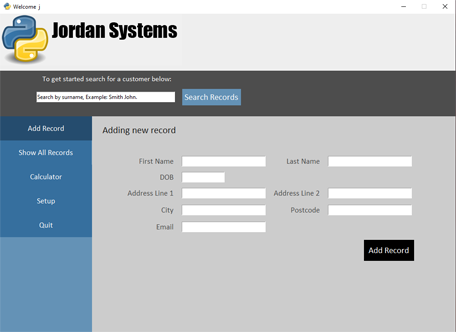 Welcome j
Jordan Systems
To get started search for a customer below:
Search by surname, Example: Smith John.
Search Records
Add Record
Show All Records
Calculator
Setup
Quit
Adding new record
First Name
Last Name
DOB
Address Line 1
Address Line 2
City
Postcode
Email
Add Record